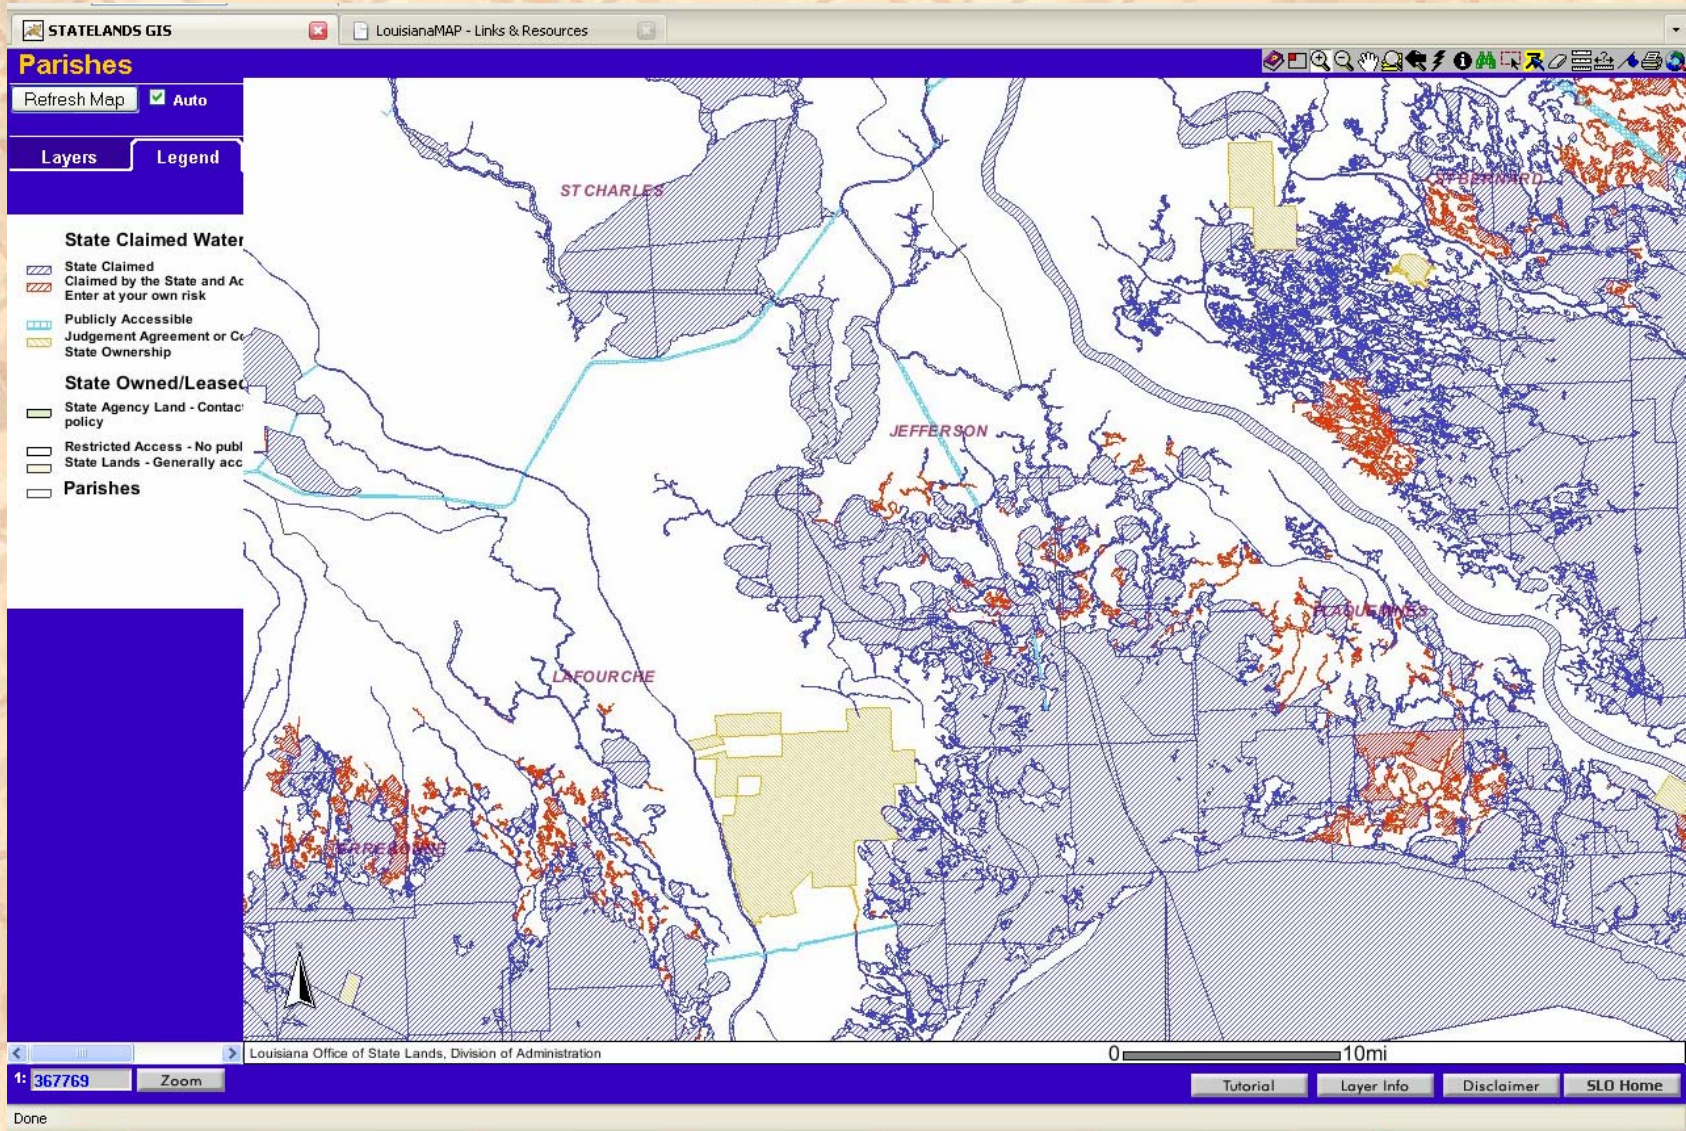 STATELANDS GIS
LouisianaMAP - Links & Resources
Parishes
Refresh Map
Auto
Layers
Legend
State Claimed Water
State Claimed
Claimed by the State and Ac
Enter at your own risk
Publicly Accessible
Judgement Agreement or Co
State Ownership
State Owned/Leased
State Agency Land - Contac
policy
Restricted Access - No publ
State Lands - Generally acc
Parishes
ST CHARLES
ST BERNARD
JEFFERSON
PLAQUEMINES
LAFOURCHE
TERREBONNE
N
Louisiana Office of State Lands, Division of Administration
0 10mi
1: 367769
Zoom
Tutorial
Layer Info
Disclaimer
SLO Home
Done